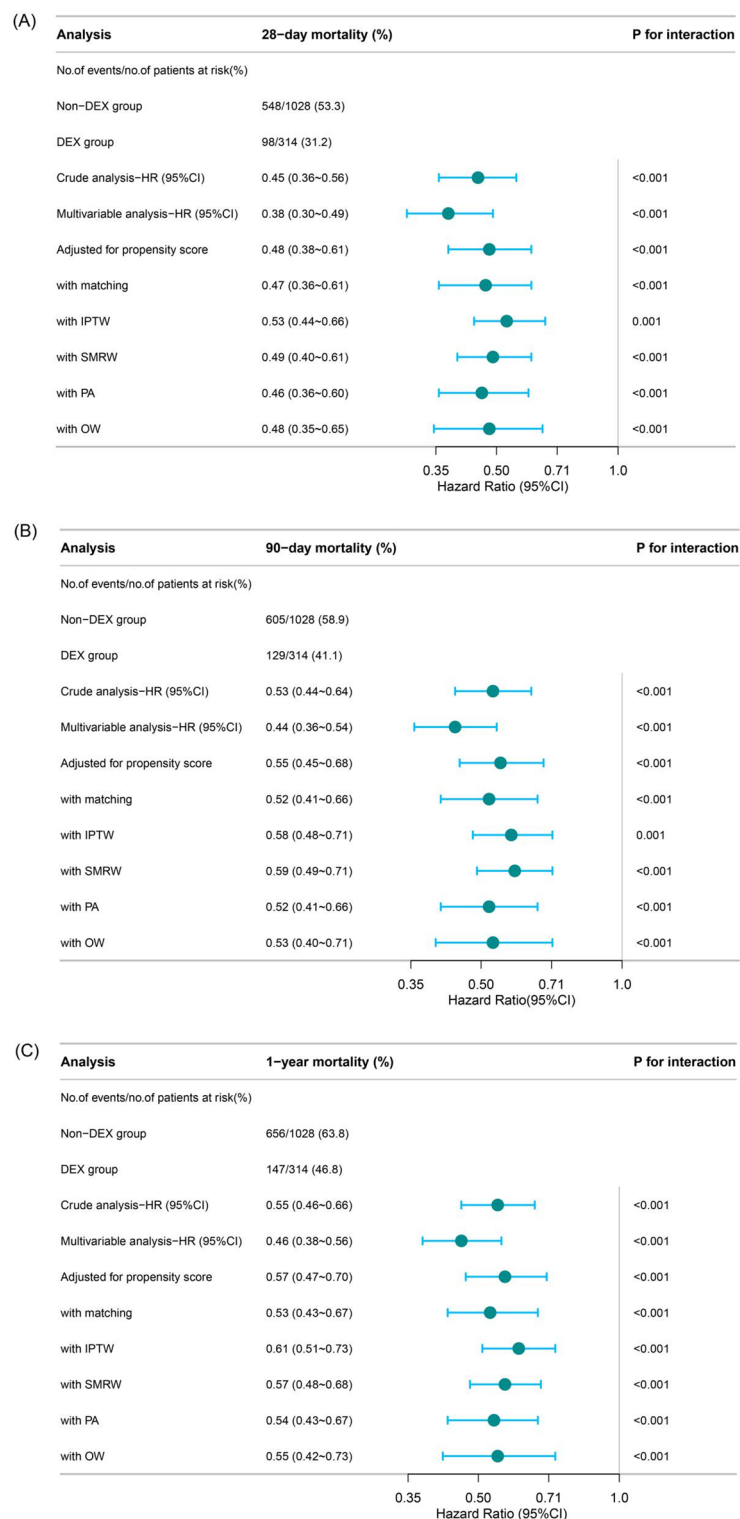 (A)
Analysis 28−day mortality (%) P for interaction
No.of events/no.of patients at risk(%)
Non−DEX group 548/1028 (53.3)
DEX group 98/314 (31.2)
Crude analysis−HR (95%CI) 0.45 (0.36~0.56) <0.001
Multivariable analysis−HR (95%CI) 0.38 (0.30~0.49) <0.001
Adjusted for propensity score 0.48 (0.38~0.61) <0.001
with matching 0.47 (0.36~0.61) <0.001
with IPTW 0.53 (0.44~0.66) 0.001
with SMRW 0.49 (0.40~0.61) <0.001
with PA 0.46 (0.36~0.60) <0.001
with OW 0.48 (0.35~0.65) <0.001
0.35 0.50 0.71 1.0
Hazard Ratio (95%CI)
(B)
Analysis 90−day mortality (%) P for interaction
No.of events/no.of patients at risk(%)
Non−DEX group 605/1028 (58.9)
DEX group 129/314 (41.1)
Crude analysis−HR (95%CI) 0.53 (0.44~0.64) <0.001
Multivariable analysis−HR (95%CI) 0.44 (0.36~0.54) <0.001
Adjusted for propensity score 0.55 (0.45~0.68) <0.001
with matching 0.52 (0.41~0.66) <0.001
with IPTW 0.58 (0.48~0.71) 0.001
with SMRW 0.59 (0.49~0.71) <0.001
with PA 0.52 (0.41~0.66) <0.001
with OW 0.53 (0.40~0.71) <0.001
0.35 0.50 0.71 1.0
Hazard Ratio(95%CI)
(C)
Analysis 1−year mortality (%) P for interaction
No.of events/no.of patients at risk(%)
Non−DEX group 656/1028 (63.8)
DEX group 147/314 (46.8)
Crude analysis−HR (95%CI) 0.55 (0.46~0.66) <0.001
Multivariable analysis−HR (95%CI) 0.46 (0.38~0.56) <0.001
Adjusted for propensity score 0.57 (0.47~0.70) <0.001
with matching 0.53 (0.43~0.67) <0.001
with IPTW 0.61 (0.51~0.73) <0.001
with SMRW 0.57 (0.48~0.68) <0.001
with PA 0.54 (0.43~0.67) <0.001
with OW 0.55 (0.42~0.73) <0.001
0.35 0.50 0.71 1.0
Hazard Ratio (95%CI)